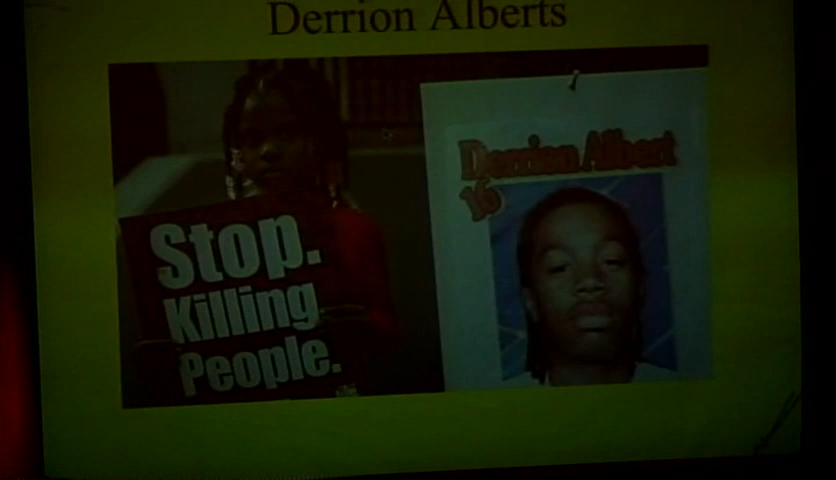 Derrion Alberts
Derrion Albert
16
Stop.
Killing
People.